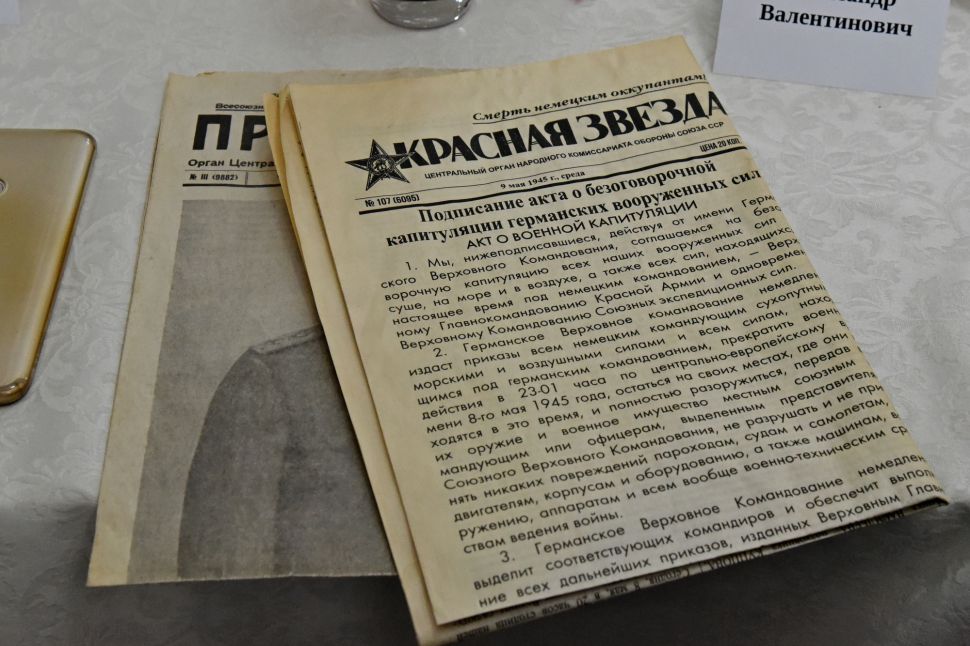 Валентинович
Всесоюзн
ПР
Орган Центра
№ III (9882)
Смерть немецким оккупантам
КРАСНАЯ ЗВЕЗДА
ЦЕНТРАЛЬНЫЙ ОРГАН НАРОДНОГО КОМИССАРИАТА ОБОРОНЫ СОЮЗА ССР
№ 107 (6095)
9 мая 1945 г., среда
ЦЕНА 20 КОП.
Подписание акта о безоговорочной
капитуляции германских вооруженных сил
АКТ О ВОЕННОЙ КАПИТУЛЯЦИИ
1. Мы, нижеподписавшиеся, действуя от имени Герм
ского Верховного Командования, соглашаемся на безо
ворочную капитуляцию всех наших вооруженных сил
суше, на море и в воздухе, а также всех сил, находящихс
настоящее время под немецким командованием, — Верх
ному Главнокомандованию Красной Армии и одновремен
Верховному Командованию Союзных экспедиционных сил.
2. Германское Верховное командование немедлен
издаст приказы всем немецким командующим сухопутны
морскими и воздушными силами и всем силам, нахо
щимся под германским командованием, прекратить воен
действия в 23-01 часа по центрально-европейскому в
мени 8-го мая 1945 года, остаться на своих местах, где они
ходятся в это время, и полностью разоружиться, передав
их оружие и военное имущество местным союзным
мандующим или офицерам, выделенным представителя
Союзного Верховного Командования, не разрушать и не при
нять никаких повреждений пароходам, судам и самолетам,
двигателям, корпусам и оборудованию, а также машинам, в
ружению, аппаратам и всем вообще военно-техническим ср
ствам ведения войны.
3. Германское Верховное Командование немедлен
выделит соответствующих командиров и обеспечит выпол
ние всех дальнейших приказов, изданных Верховным Глав